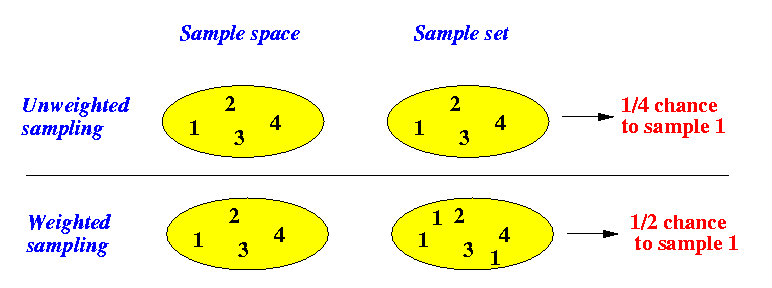 Sample space
Sample set
Unweighted
sampling
1
2
3
4
1
2
3
4
1/4 chance
to sample 1
Weighted
sampling
1
2
3
4
1
2
1
3
4
1
1/2 chance
to sample 1